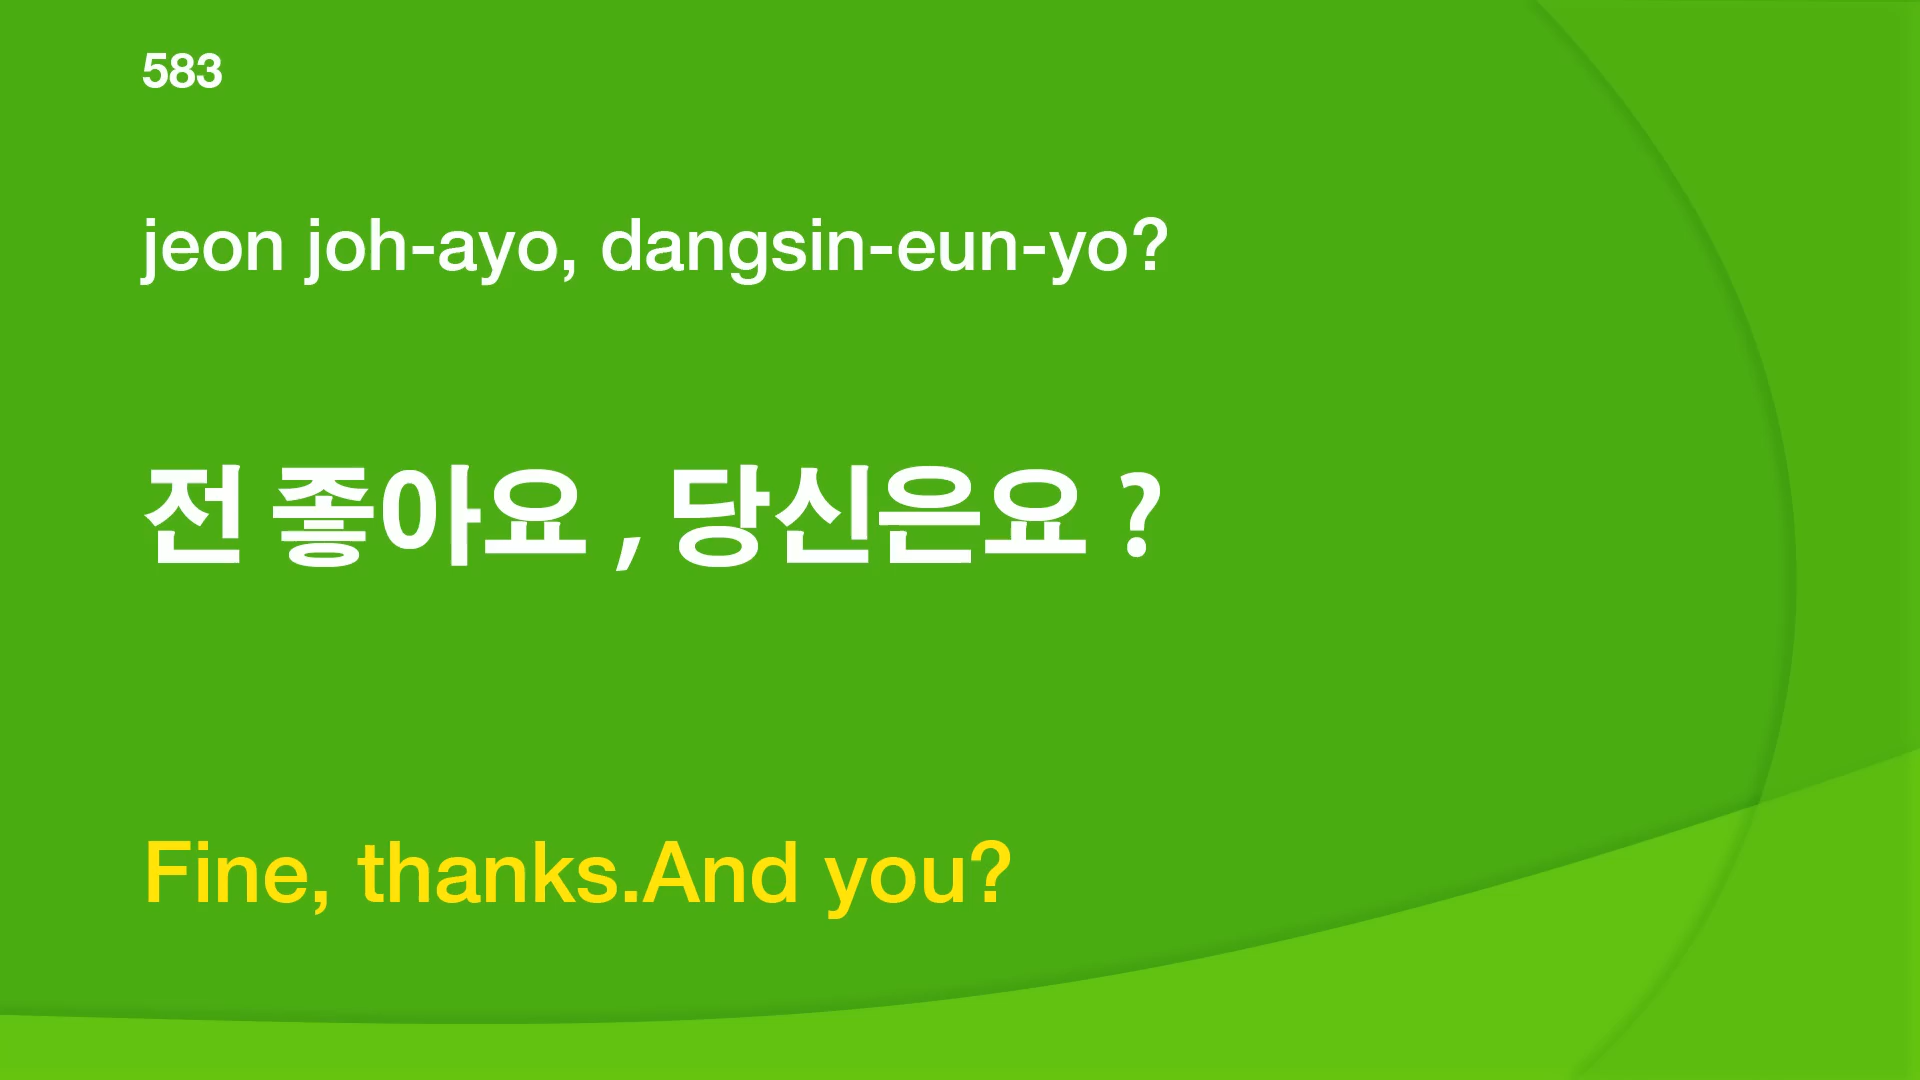 583
jeon joh-ayo, dangsin-eun-yo?
전 좋아요 , 당신은요 ?
Fine, thanks.And you?